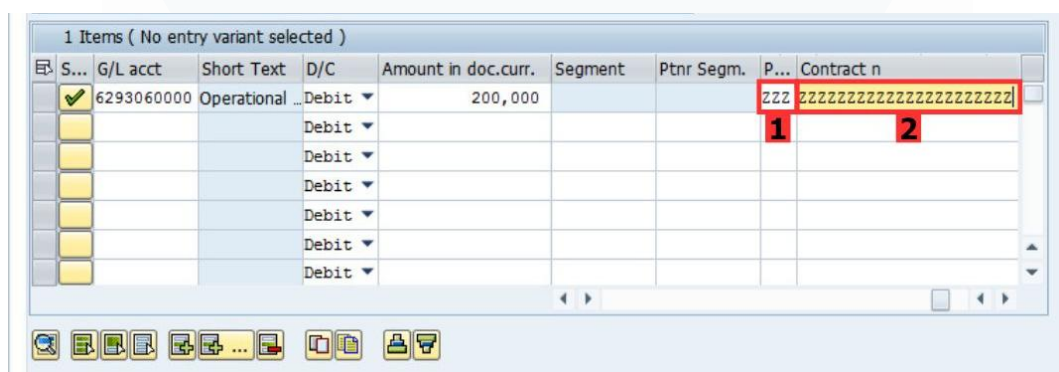 1 Items ( No entry variant selected )
S... G/L acct Short Text D/C Amount in doc.curr. Segment Ptnr Segm. P... Contract n
6293060000 Operational ... Debit 200,000 ZZZ ZZZZZZZZZZZZZZZZZZZZZZ
Debit 1 2
Debit
Debit
Debit
Debit
Debit
...